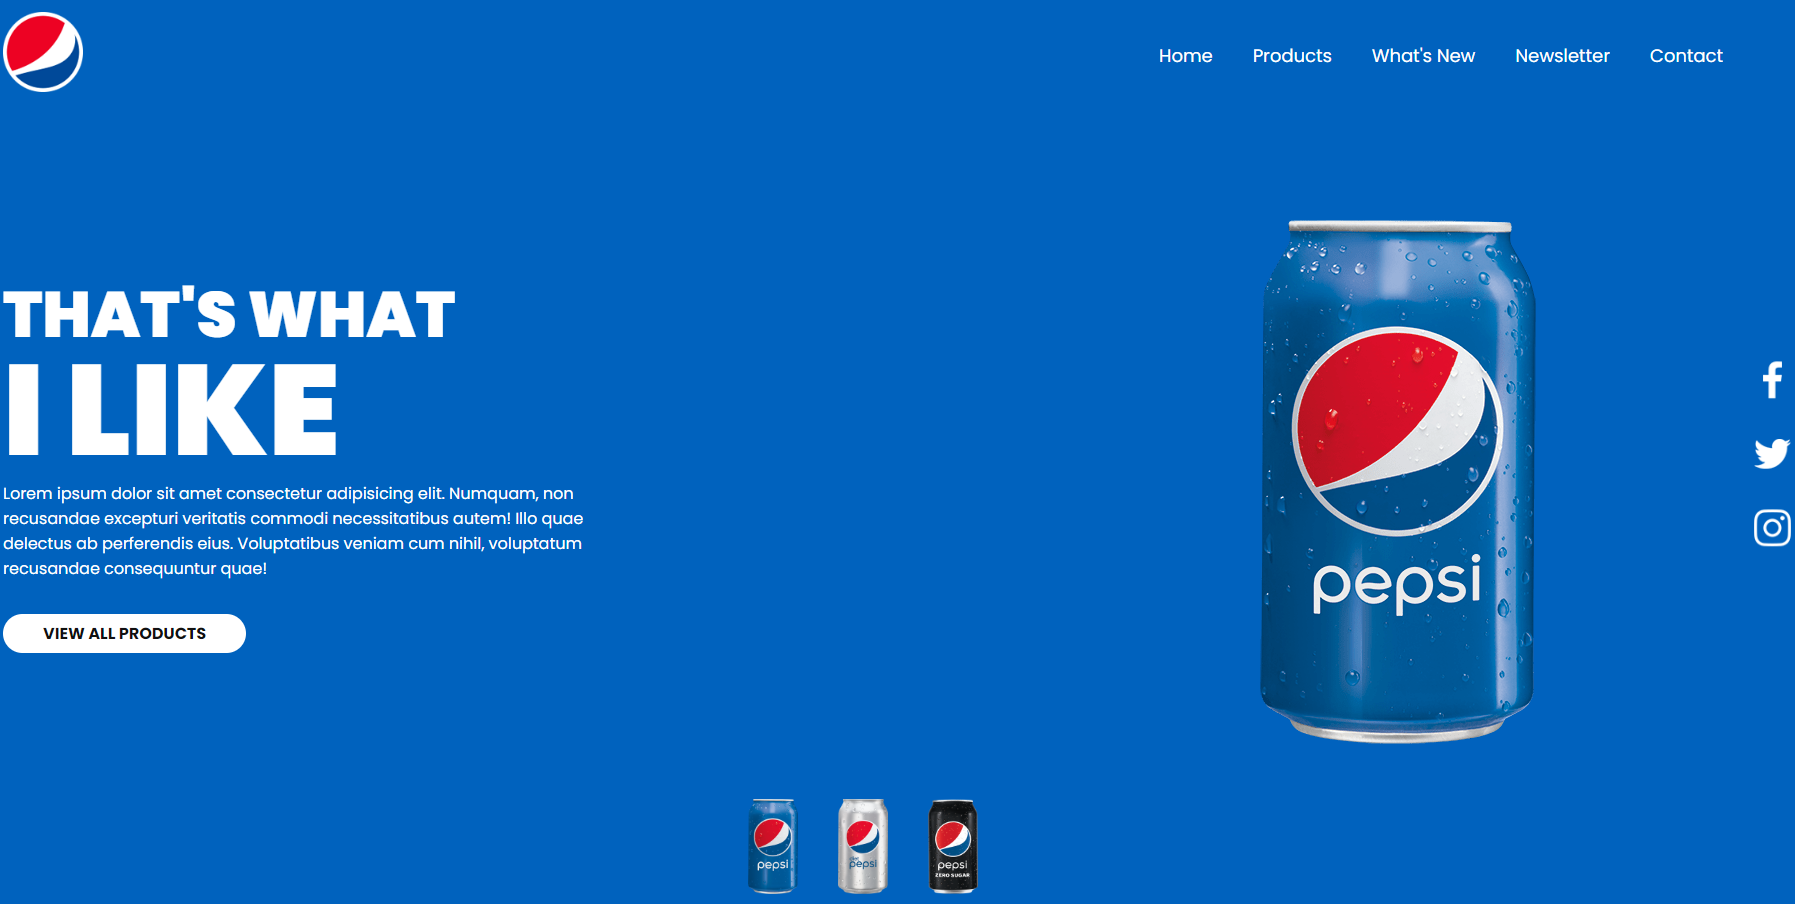 Home Products What's New Newsletter Contact
THAT'S WHAT
I LIKE
Lorem ipsum dolor sit amet consectetur adipisicing elit. Numquam, non
recusandae excepturi veritatis commodi necessitatibus autem! Illo quae
delectus ab perferendis eius. Voluptatibus veniam cum nihil, voluptatum
recusandae consequuntur quae!
VIEW ALL PRODUCTS
pepsi
pepsi
diet
pepsi
pepsi
ZERO SUGAR